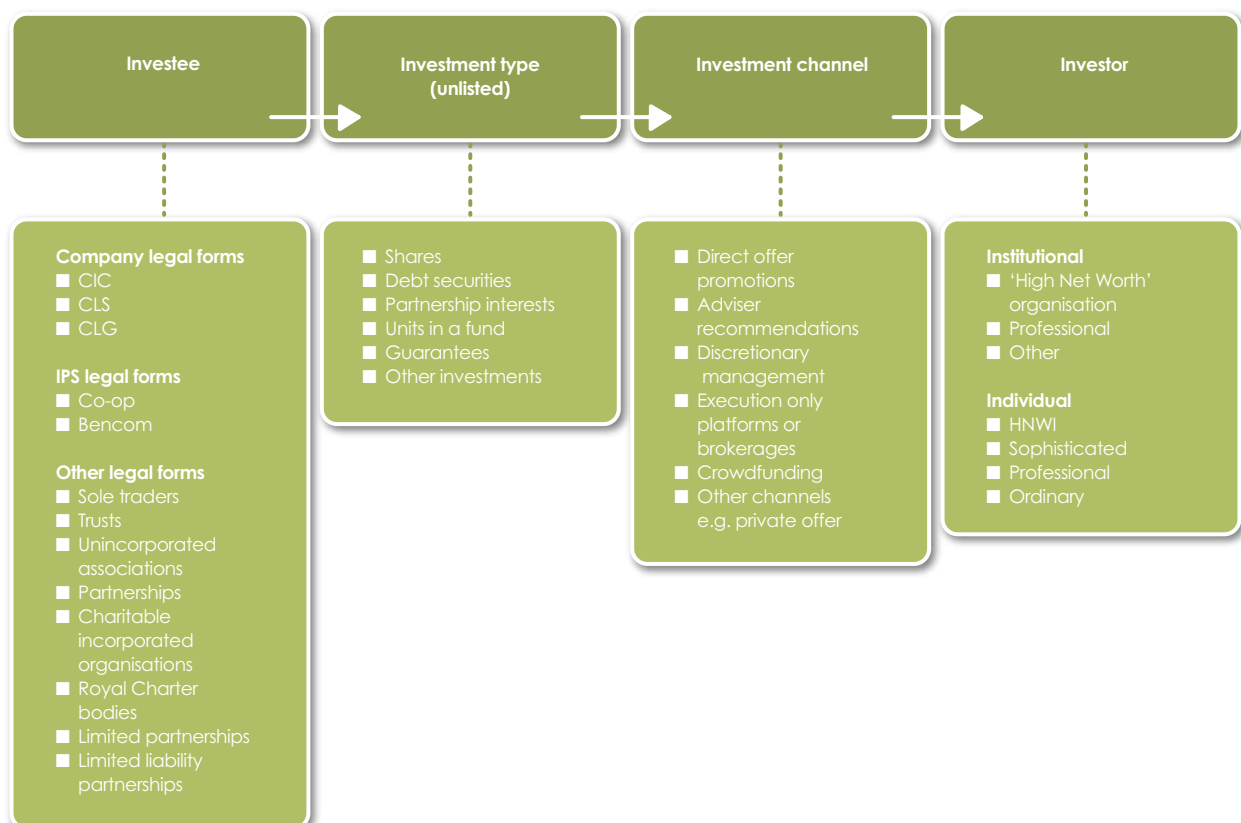 Investee
Investment type
(unlisted)
Investment channel
Investor
Company legal forms
■ CIC
■ CLS
■ CLG
IPS legal forms
■ Co-op
■ Bencom
Other legal forms
■ Sole traders
■ Trusts
■ Unincorporated
associations
■ Partnerships
■ Charitable
incorporated
organisations
■ Royal Charter
bodies
■ Limited partnerships
■ Limited liability
partnerships
■ Shares
■ Debt securities
■ Partnership interests
■ Units in a fund
■ Guarantees
■ Other investments
■ Direct offer
promotions
■ Adviser
recommendations
■ Discretionary
management
■ Execution only
platforms or
brokerages
■ Crowdfunding
■ Other channels
e.g. private offer
Institutional
■ ‘High Net Worth’
organisation
■ Professional
■ Other
Individual
■ HNWI
■ Sophisticated
■ Professional
■ Ordinary